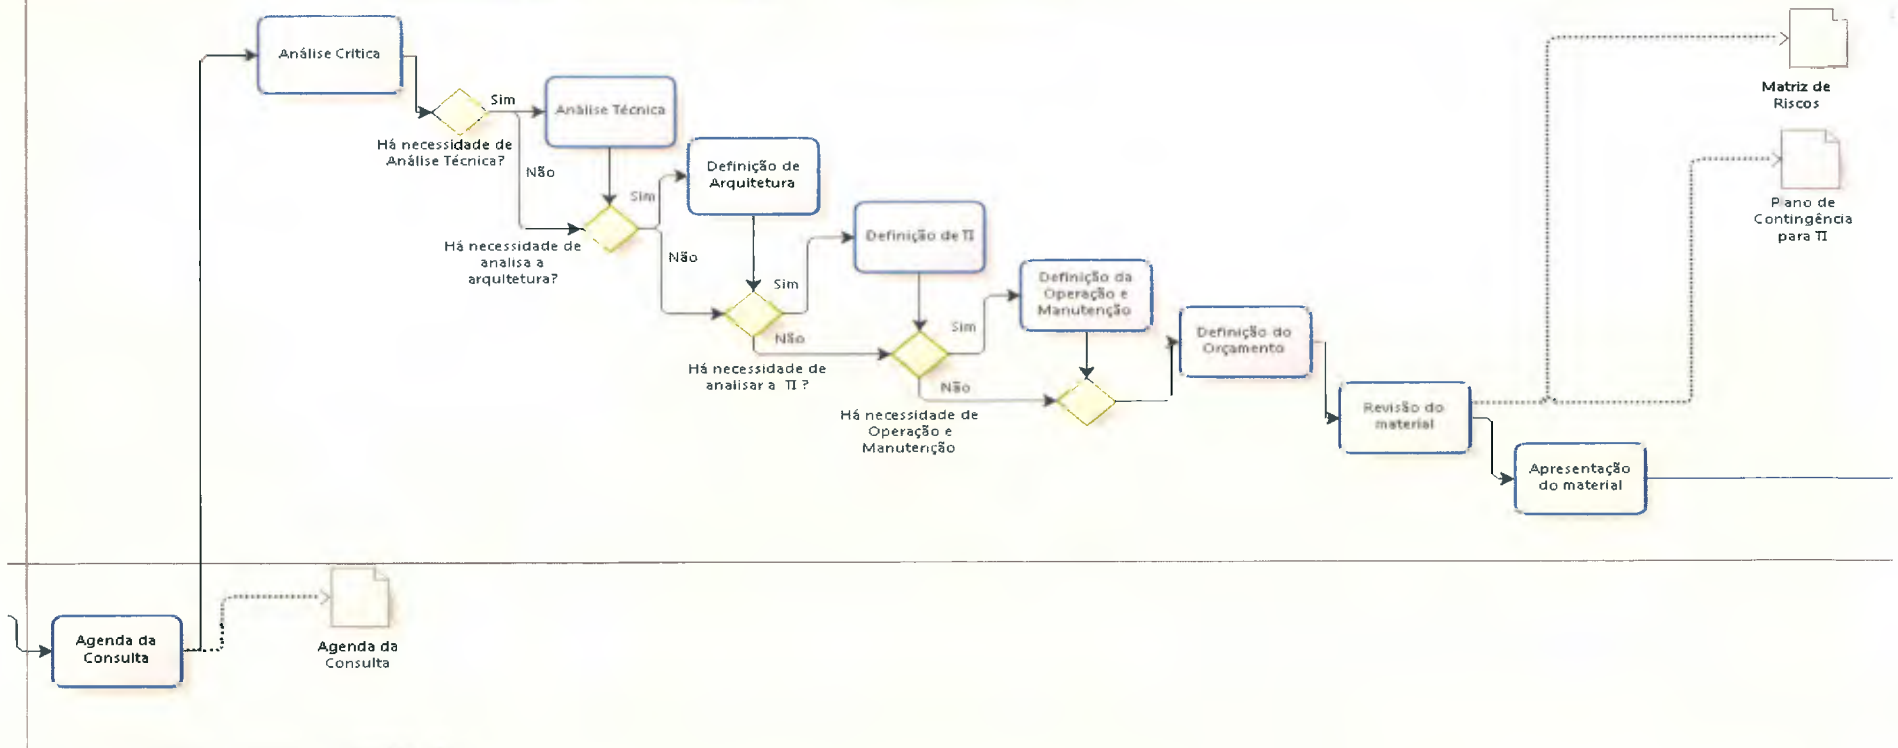 Análise Crítica
Sim
Há necessidade de
Análise Técnica?
Análise Técnica
Não
Definição de
Arquitetura
Sim
Há necessidade de
analisa a
arquitetura?
Não
Definição de TI
Sim
Não
Há necessidade de
analisar a TI ?
Definição da
Operação e
Manutenção
Sim
Não
Há necessidade de
Operação e
Manutenção
Definição do
Orçamento
Revisão do
material
Apresentação
do material
Matriz de
Riscos
Plano de
Contingência
para TI
Agenda da
Consulta
Agenda da
Consulta